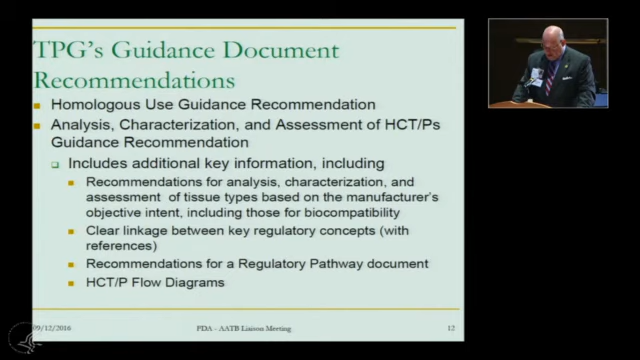 TPG's Guidance Document
Recommendations
Homologous Use Guidance Recommendation
Analysis, Characterization, and Assessment of HCT/Ps
Guidance Recommendation
Includes additional key information, including
Recommendations for analysis, characterization, and
assessment of tissue types based on the manufacturer's
objective intent, including those for biocompatibility
Clear linkage between key regulatory concepts (with
references)
Recommendations for a Regulatory Pathway document
HCT/P Flow Diagrams
09/12/2016
PDA - AATB Liaison Meeting
12